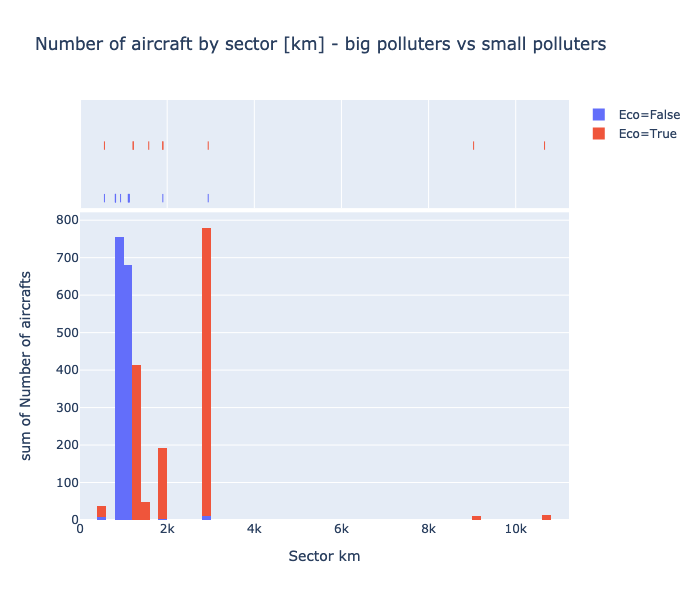 Number of aircraft by sector [km] - big polluters vs small polluters
Eco=False
Eco=True
800
700
600
500
400
300
200
100
0
sum of Number of aircrafts
0 2k 4k 6k 8k 10k
Sector km